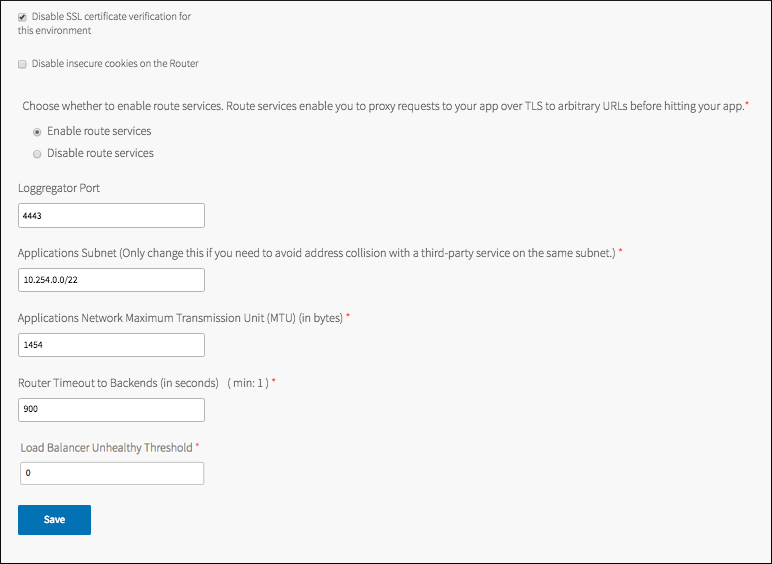 Disable SSL certificate verification for
this environment
Disable insecure cookies on the Router
Choose whether to enable route services. Route services enable you to proxy requests to your app over TLS to arbitrary URLs before hitting your app.*
Enable route services
Disable route services
Loggregator Port
4443
Applications Subnet (Only change this if you need to avoid address collision with a third-party service on the same subnet.) *
10.254.0.0/22
Applications Network Maximum Transmission Unit (MTU) (in bytes) *
1454
Router Timeout to Backends (in seconds) ( min: 1 ) *
900
Load Balancer Unhealthy Threshold *
0
Save